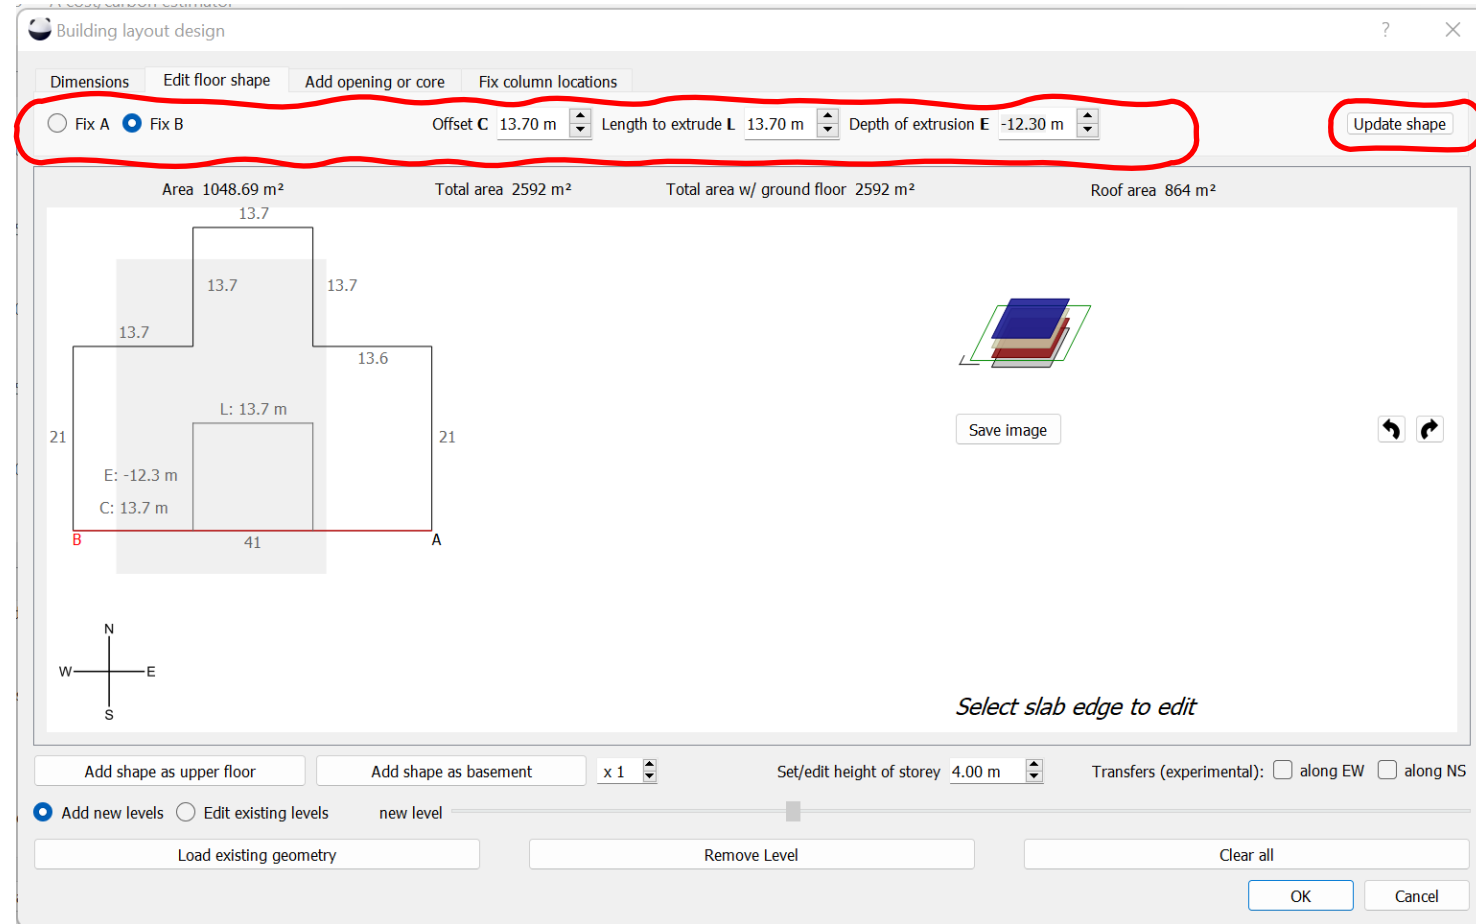 Building layout design ?
Dimensions Edit floor shape Add opening or core Fix column locations
Fix A Fix B Offset C 13.70 m Length to extrude L 13.70 m Depth of extrusion E -12.30 m Update shape
Area 1048.69 m² Total area 2592 m² Total area w/ ground floor 2592 m² Roof area 864 m²
13.7
13.7 13.7
13.7
13.6
L: 13.7 m
21 21
Save image
E: -12.3 m
C: 13.7 m
B 41 A
N
W E
S
Select slab edge to edit
Add shape as upper floor Add shape as basement x 1 Set/edit height of storey 4.00 m Transfers (experimental): along EW along NS
Add new levels Edit existing levels new level
Load existing geometry Remove Level Clear all
OK Cancel